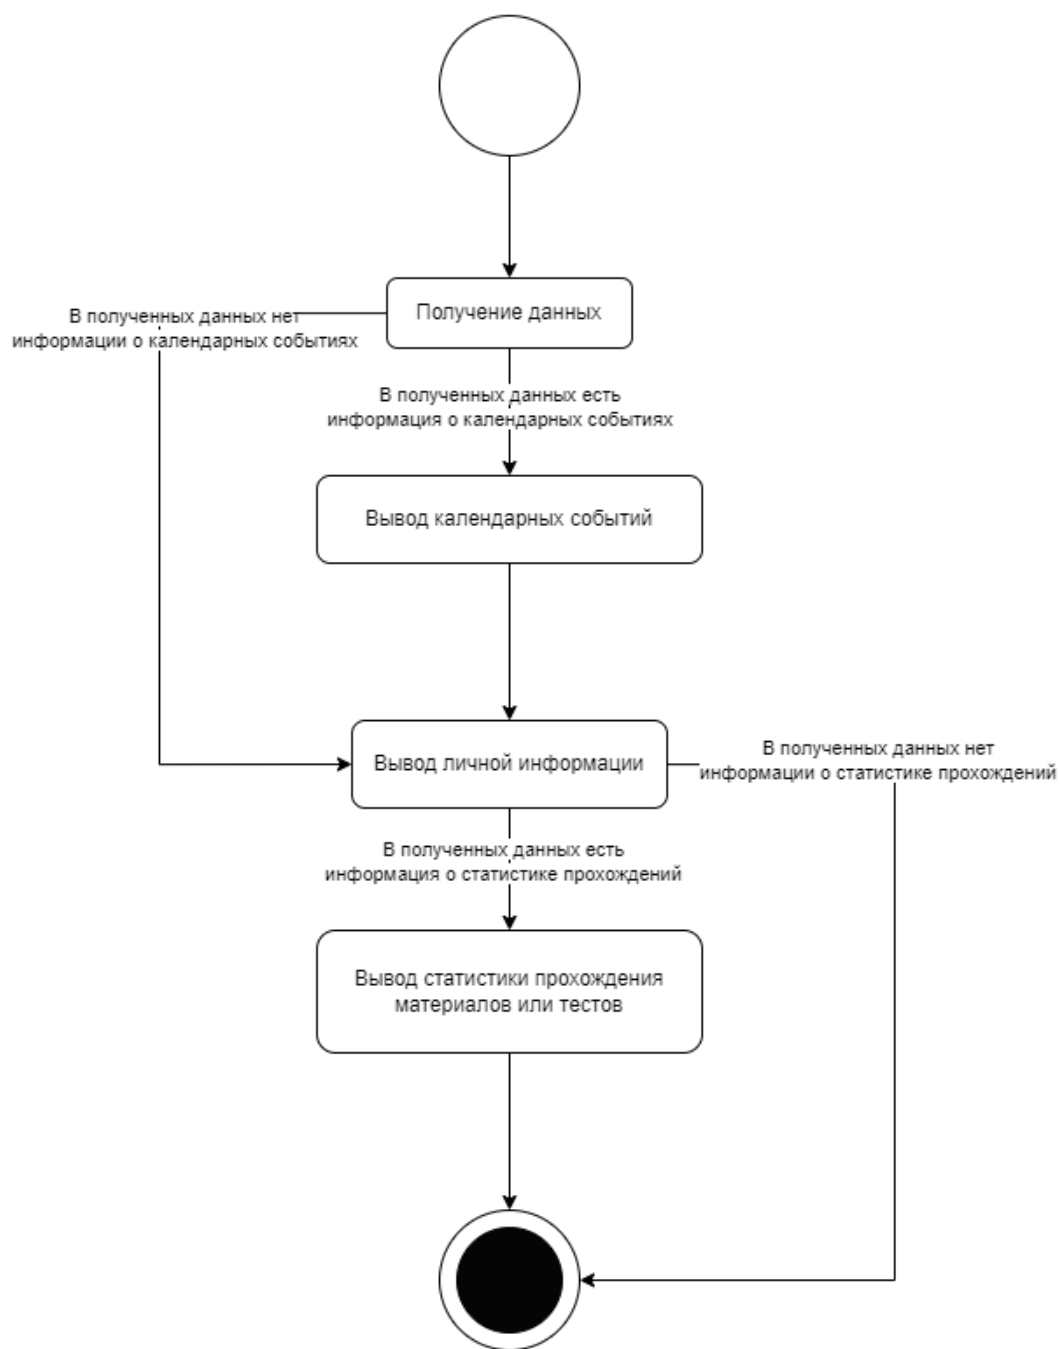 Получение данных
В полученных данных нет
информации о календарных событиях
В полученных данных есть
информация о календарных событиях
Вывод календарных событий
Вывод личной информации
В полученных данных нет
информации о статистике прохождений
В полученных данных есть
информация о статистике прохождений
Вывод статистики прохождения
материалов или тестов